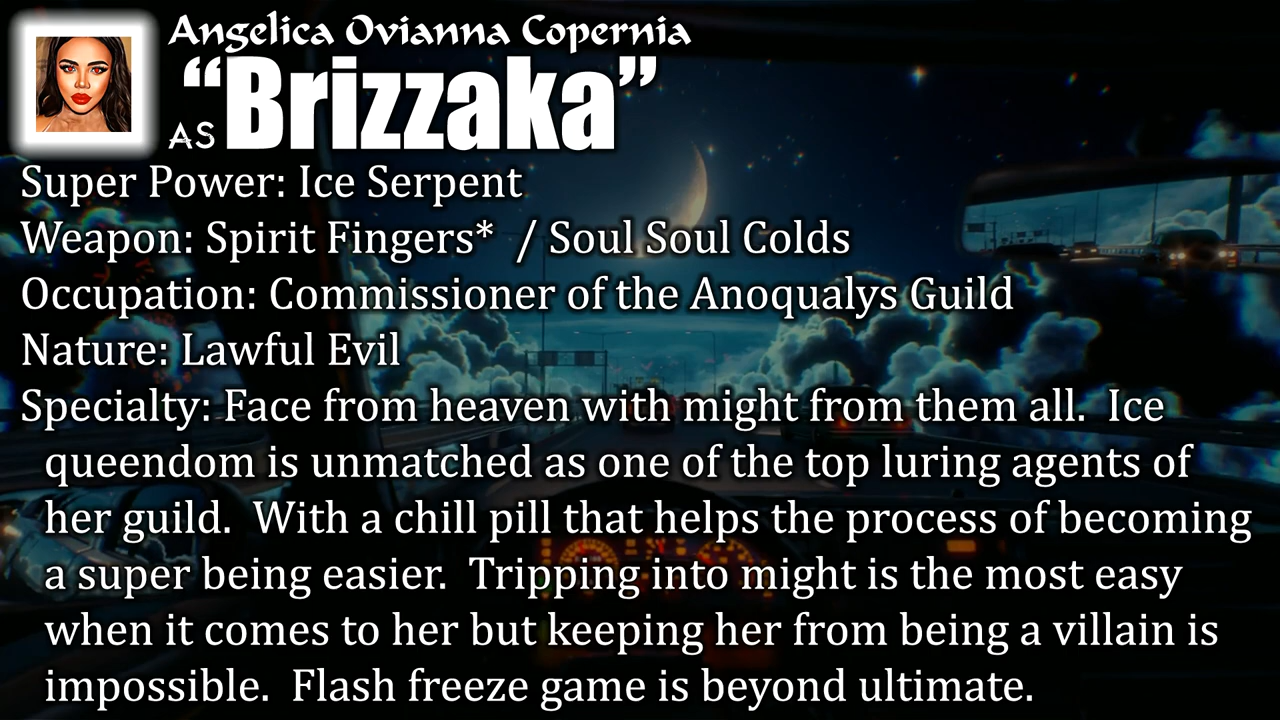 Angelica Ovianna Copernia
AS “Brizzaka”
Super Power: Ice Serpent
Weapon: Spirit Fingers*  / Soul Soul Colds
Occupation: Commissioner of the Anoqualys Guild
Nature: Lawful Evil
Specialty: Face from heaven with might from them all.  Ice
queendom is unmatched as one of the top luring agents of
her guild.  With a chill pill that helps the process of becoming
a super being easier.  Tripping into might is the most easy
when it comes to her but keeping her from being a villain is
impossible.  Flash freeze game is beyond ultimate.